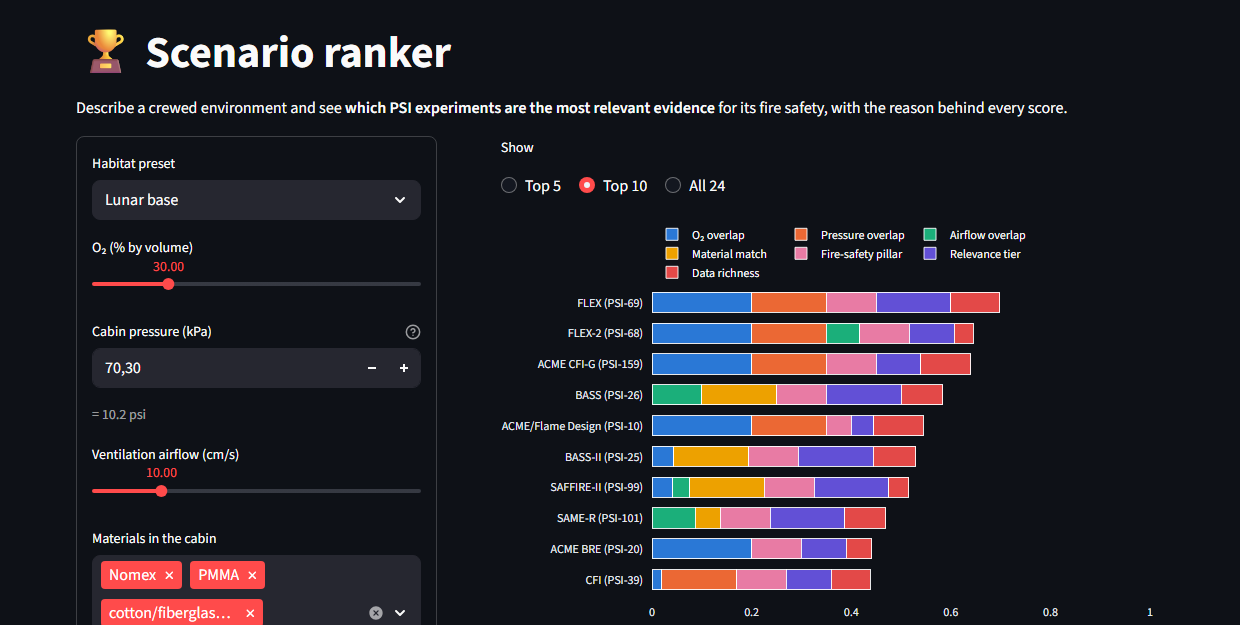 Scenario ranker
Describe a crewed environment and see which PSI experiments are the most relevant evidence for its fire safety, with the reason behind every score.
Habitat preset
Lunar base
O₂ (% by volume)
30.00
Cabin pressure (kPa)
70,30
= 10.2 psi
Ventilation airflow (cm/s)
10.00
Materials in the cabin
Nomex
PMMA
cotton/fiberglas...
Show
Top 5
Top 10
All 24
O₂ overlap
Pressure overlap
Airflow overlap
Material match
Fire-safety pillar
Relevance tier
Data richness
FLEX (PSI-69)
FLEX-2 (PSI-68)
ACME CFI-G (PSI-159)
BASS (PSI-26)
ACME/Flame Design (PSI-10)
BASS-II (PSI-25)
SAFFIRE-II (PSI-99)
SAME-R (PSI-101)
ACME BRE (PSI-20)
CFI (PSI-39)
0 0.2 0.4 0.6 0.8 1